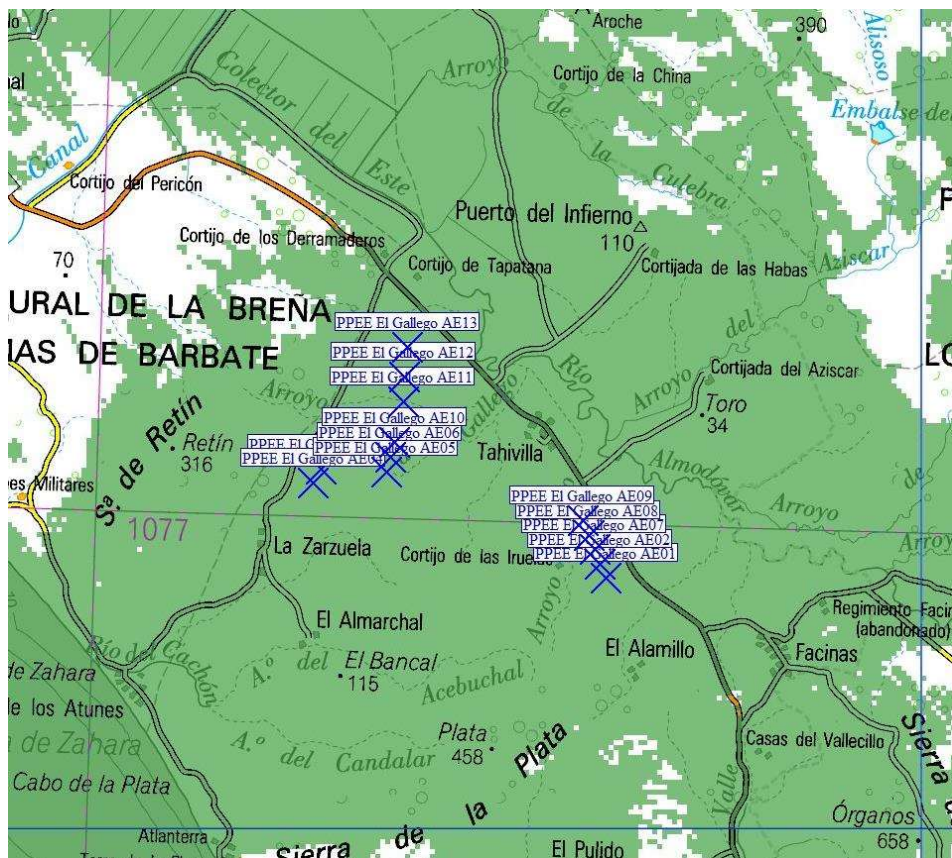 Aroche
390
Alisoso
Cortijo de la China
Arroyo
de
la
Culebra
Colector
del
Este
Embalse del
Canal
Cortijo del Pericón
Puerto del Infierno
110
Cortijo de los Derramaderos
Cortijo de Tapatana
Cortijada de las Habas
Aziscar
70
URAL DE LA BREÑA
PPEE El Gallego AE13
del
PPEE El Gallego AE12
Río
Arroyo
PPEE El Gallego AE11
Cortijada del Aziscar
Arroyo
Gallego
Toro
34
PPEE El Gallego AE10
PPEE El Gallego AE06
PPEE El Gallego AE05
Sª de Retín
Retín
316
Tahivilla
Almodóvar
Arroyo
de
PPEE El Gallego AE09
PPEE El Gallego AE08
PPEE El Gallego AE07
PPEE El Gallego AE02
PPEE El Gallego AE01
es Militares
1077
La Zarzuela
Cortijo de las
Arroyo
El Almarchal
Regimiento
(abandonado)
El Alamillo
Facinas
Río del Cachón
A.º del
Acebuchal
El Bancal
115
de Zahara
de los Atunes
a de Zahara
A.º del Candalar
Plata
458
Sierra de la Plata
Casas del Vallecillo
Sierra
Valle
Cabo de la Plata
Órganos
658
Atlanterra
El Pulido